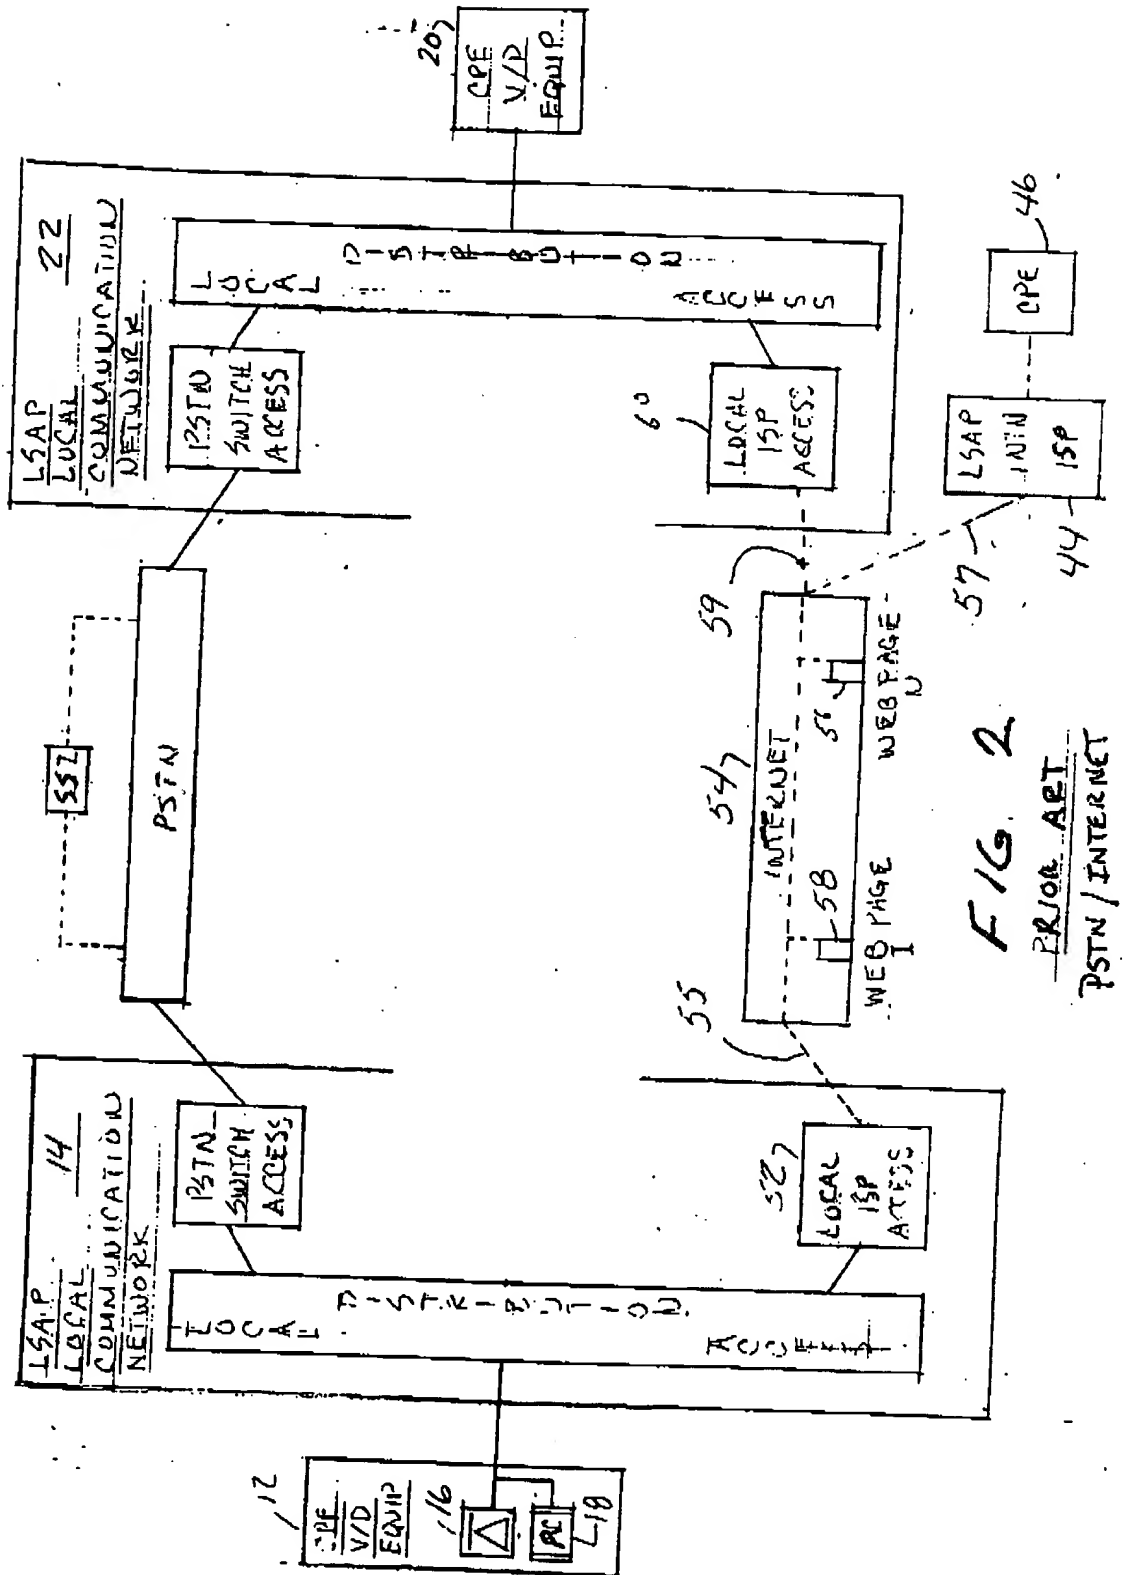 20
CPE
V/D
EQUIP
LSAP 22
LOCAL
COMMUNICATION
NETWORK
PSTN
SWITCH
ACCESS
LOCAL
DISTRIBUTION
ACCESS
60
LOCAL
ISP
ACCESS
46
CPE
LSAP
ININ
ISP
44
57
59
SS7
PSTN
54
INTERNET
56
WEB PAGE
N
58
WEB PAGE
I
55
LSAP 14
LOCAL
COMMUNICATION
NETWORK
PSTN
SWITCH
ACCESS
LOCAL
DISTRIBUTION
ACCESS
52
LOCAL
ISP
ACCESS
12
CPE
V/D
EQUIP
16
PC
18
FIG. 2
PRIOR ART
PSTN/INTERNET